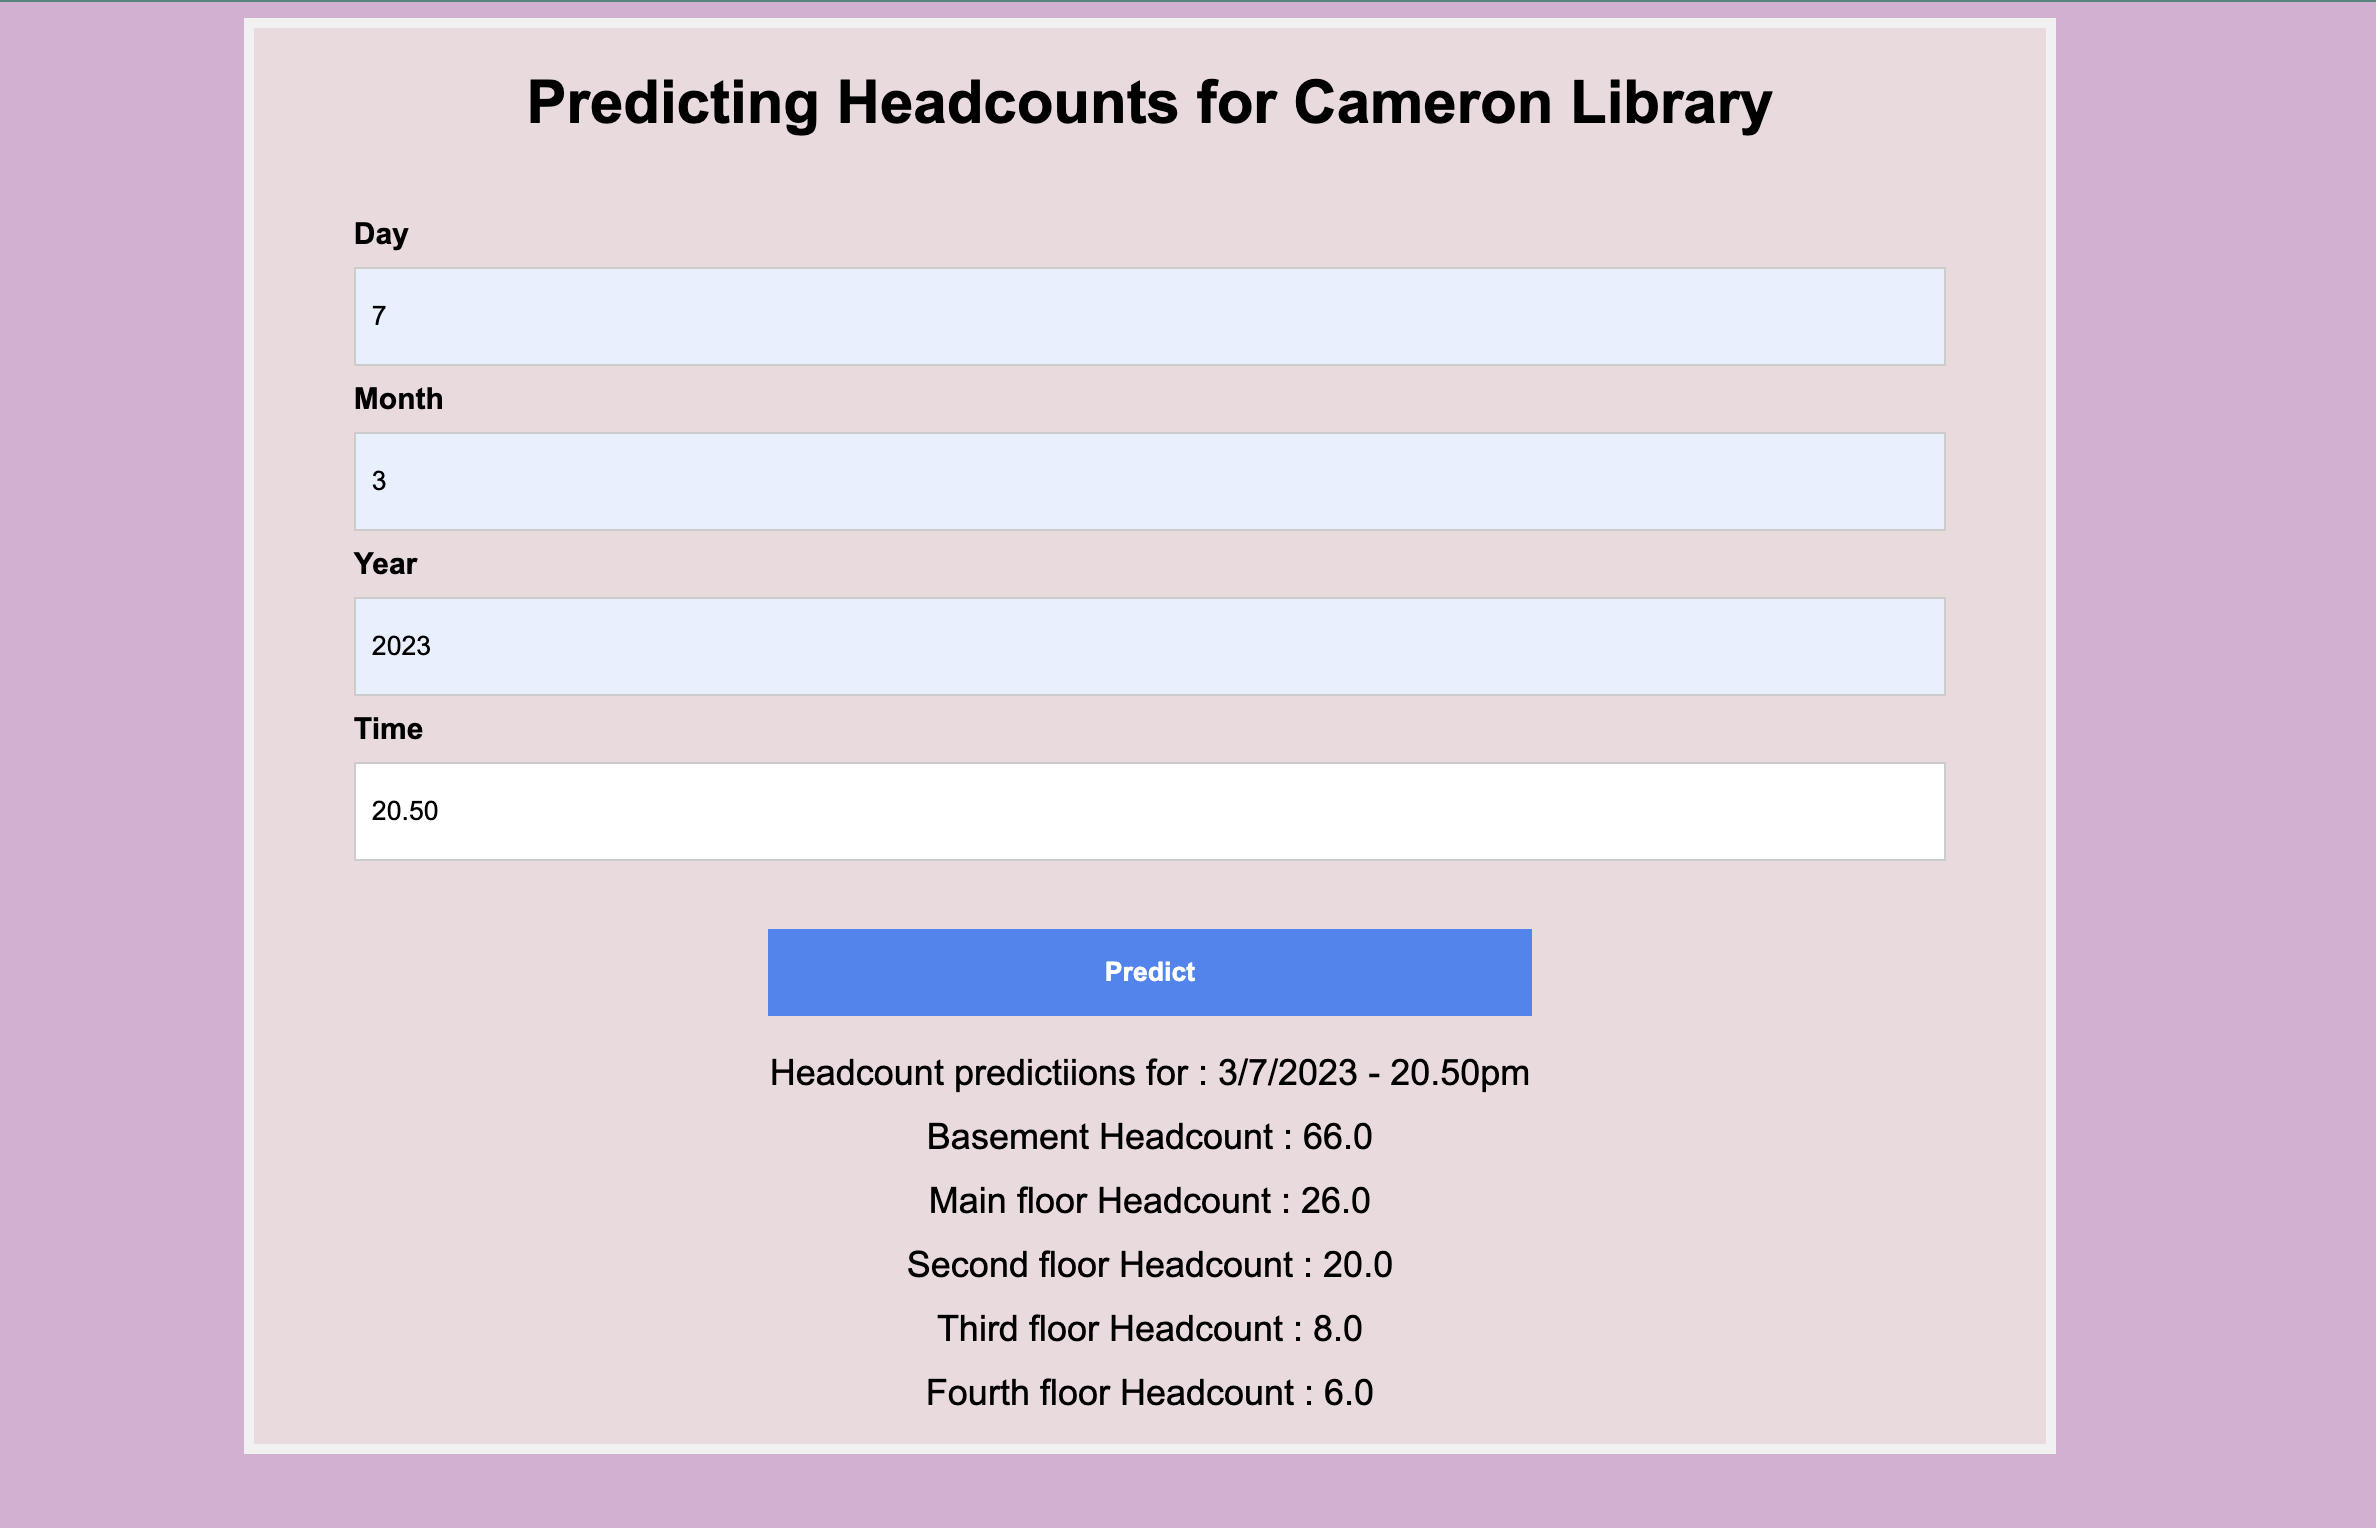 Predicting Headcounts for Cameron Library
Day
7
Month
3
Year
2023
Time
20.50
Predict
Headcount predictiions for : 3/7/2023 - 20.50pm
Basement Headcount : 66.0
Main floor Headcount : 26.0
Second floor Headcount : 20.0
Third floor Headcount : 8.0
Fourth floor Headcount : 6.0